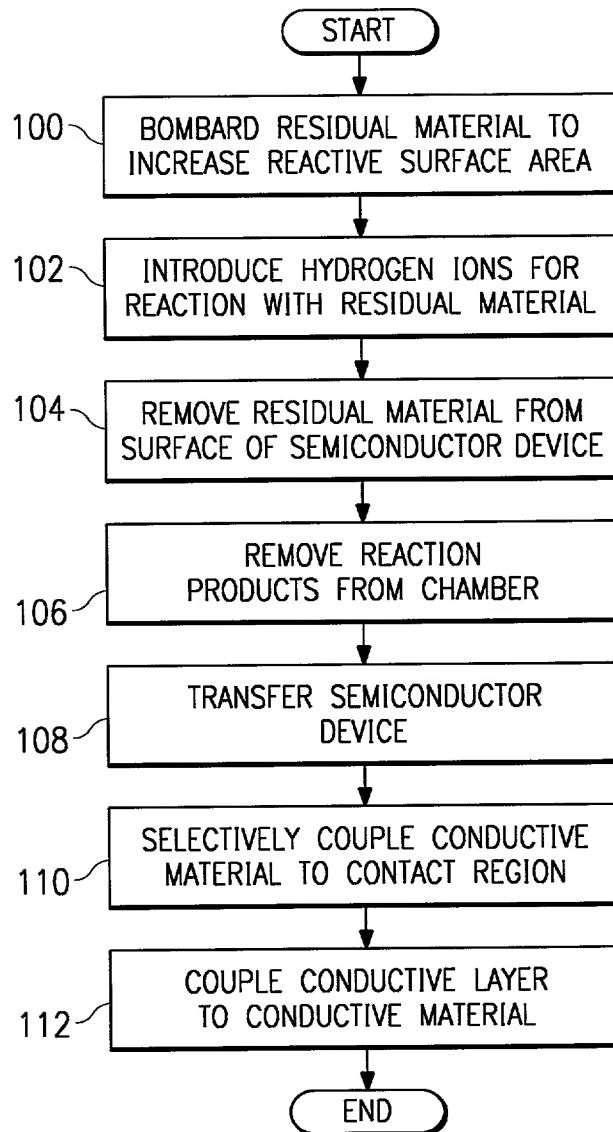 START
100
BOMBARD RESIDUAL MATERIAL TO
INCREASE REACTIVE SURFACE AREA
102
INTRODUCE HYDROGEN IONS FOR
REACTION WITH RESIDUAL MATERIAL
104
REMOVE RESIDUAL MATERIAL FROM
SURFACE OF SEMICONDUCTOR DEVICE
106
REMOVE REACTION
PRODUCTS FROM CHAMBER
108
TRANSFER SEMICONDUCTOR
DEVICE
110
SELECTIVELY COUPLE CONDUCTIVE
MATERIAL TO CONTACT REGION
112
COUPLE CONDUCTIVE LAYER
TO CONDUCTIVE MATERIAL
END